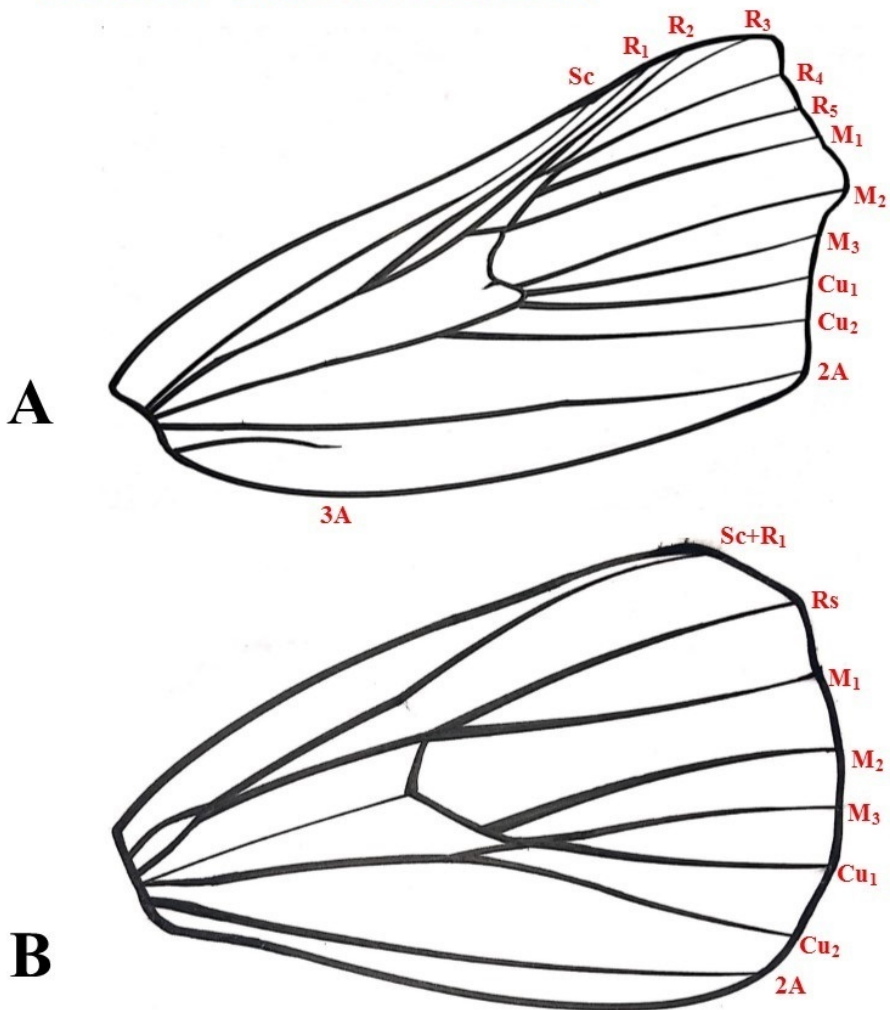 R₃
R₂
R₁
Sc
R₄
R₅
M₁
M₂
M₃
Cu₁
Cu₂
2A
A
3A
Sc+R₁
Rs
M₁
M₂
M₃
Cu₁
Cu₂
B
2A